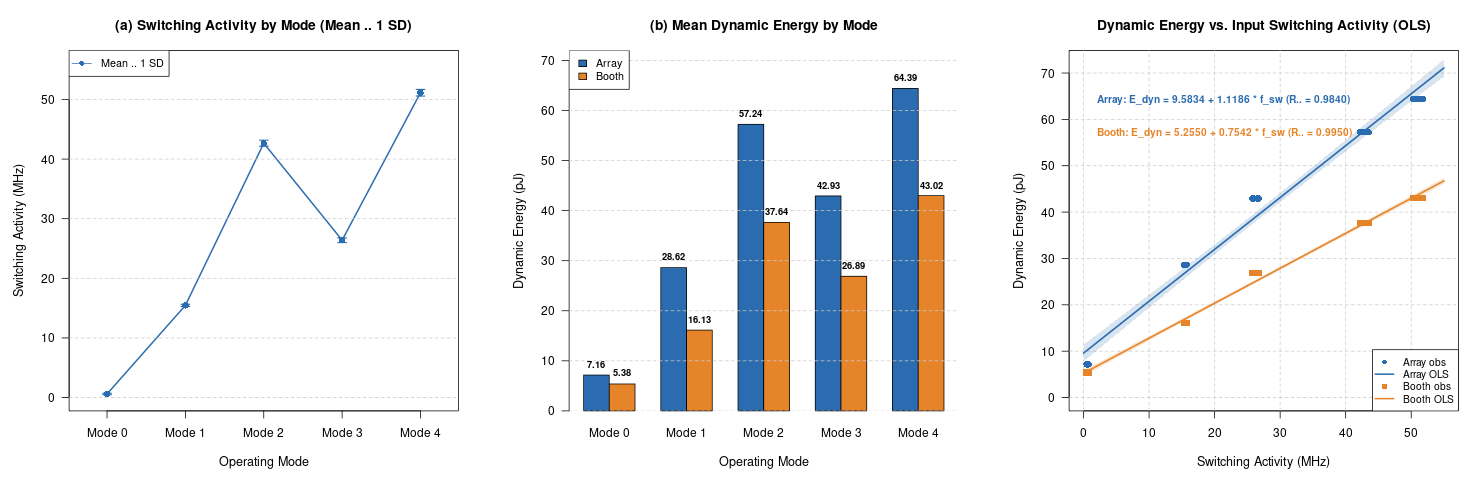 (a) Switching Activity by Mode (Mean .. 1 SD)
Mean .. 1 SD
Switching Activity (MHz)
50
40
30
20
10
0
Mode 0 Mode 1 Mode 2 Mode 3 Mode 4
Operating Mode
(b) Mean Dynamic Energy by Mode
Array
Booth
Dynamic Energy (pJ)
70
60
50
40
30
20
10
0
7.16
5.38
28.62
16.13
57.24
37.64
42.93
26.89
64.39
43.02
Mode 0 Mode 1 Mode 2 Mode 3 Mode 4
Operating Mode
Dynamic Energy vs. Input Switching Activity (OLS)
Array: E_dyn = 9.5834 + 1.1186 * f_sw (R.. = 0.9840)
Booth: E_dyn = 5.2550 + 0.7542 * f_sw (R.. = 0.9950)
Dynamic Energy (pJ)
70
60
50
40
30
20
10
0
Array obs
Array OLS
Booth obs
Booth OLS
0 10 20 30 40 50
Switching Activity (MHz)